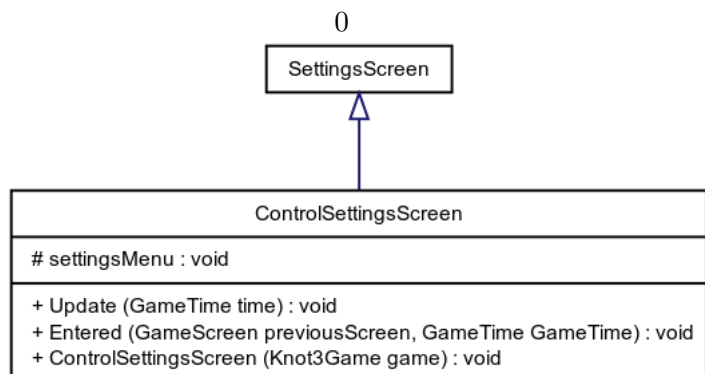 0
SettingsScreen
ControlSettingsScreen
# settingsMenu : void
+ Update (GameTime time) : void
+ Entered (GameScreen previousScreen, GameTime GameTime) : void
+ ControlSettingsScreen (Knot3Game game) : void